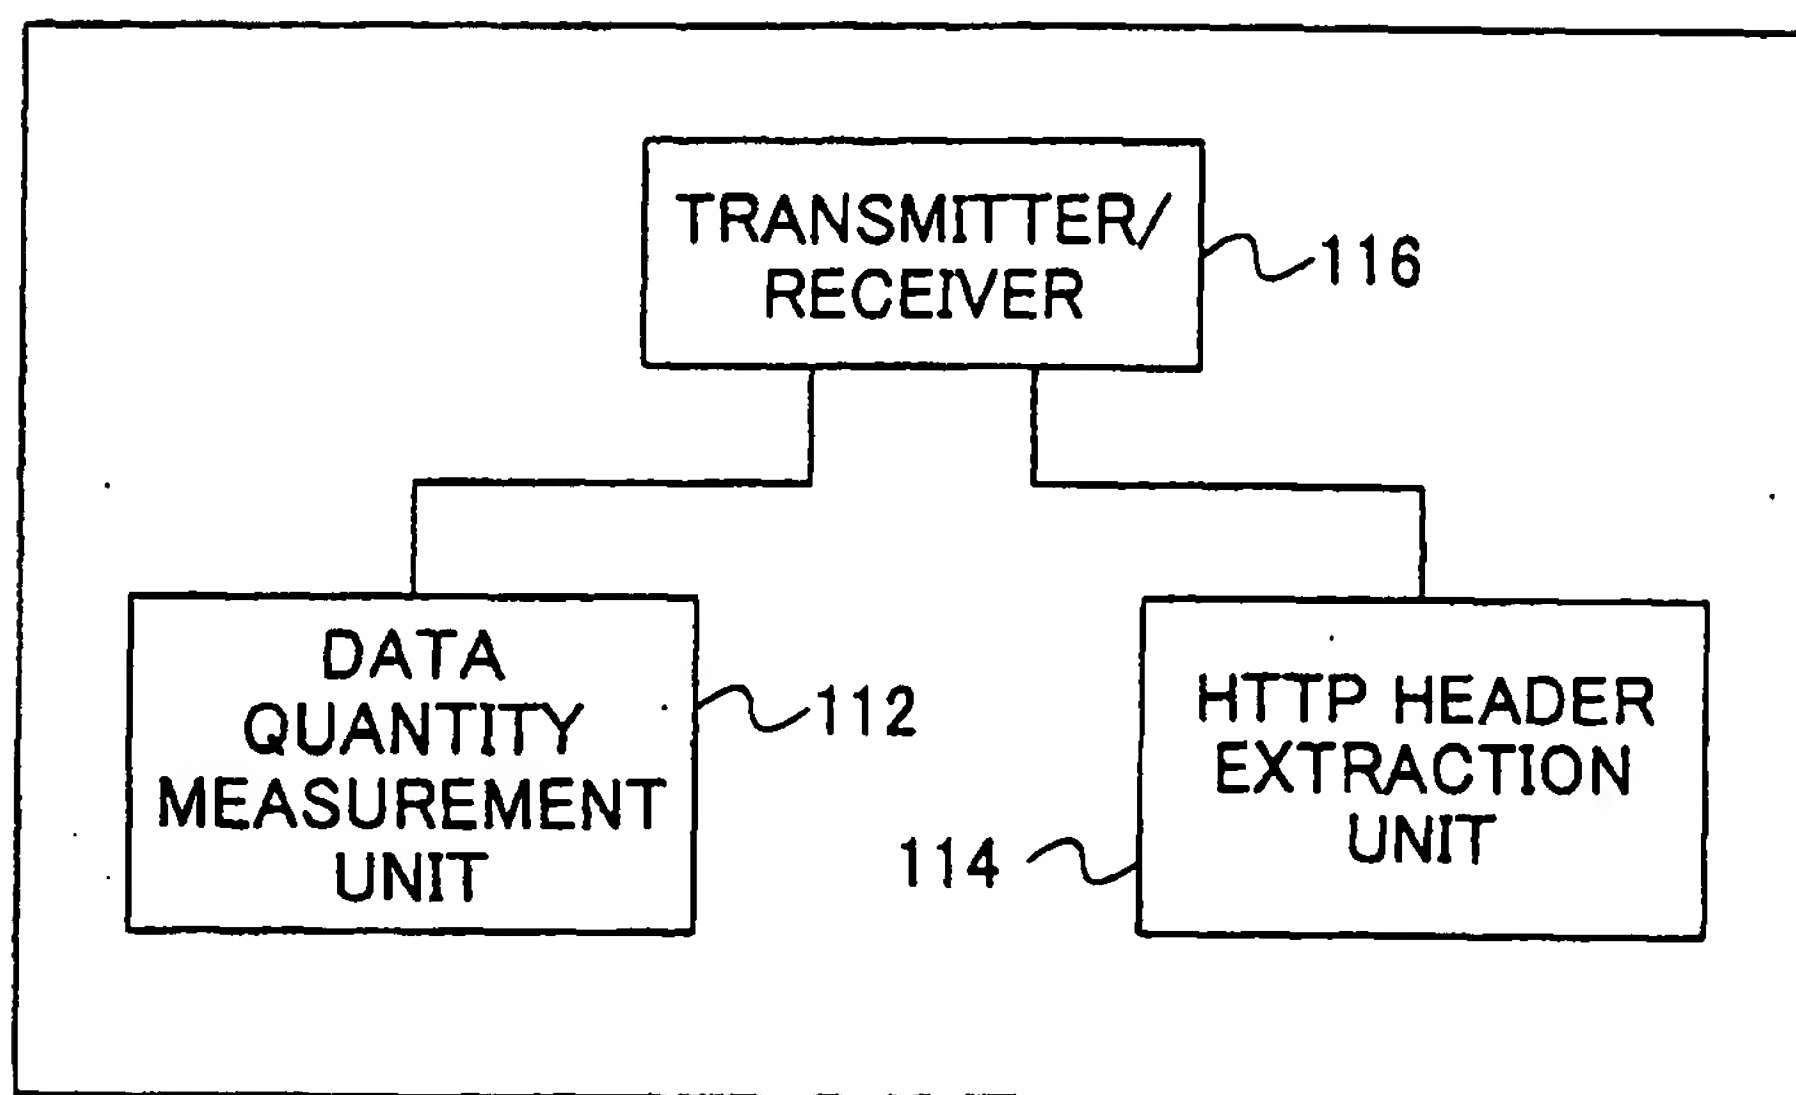 TRANSMITTER/
RECEIVER
116
DATA
QUANTITY
MEASUREMENT
UNIT
112
HTTP HEADER
EXTRACTION
UNIT
114